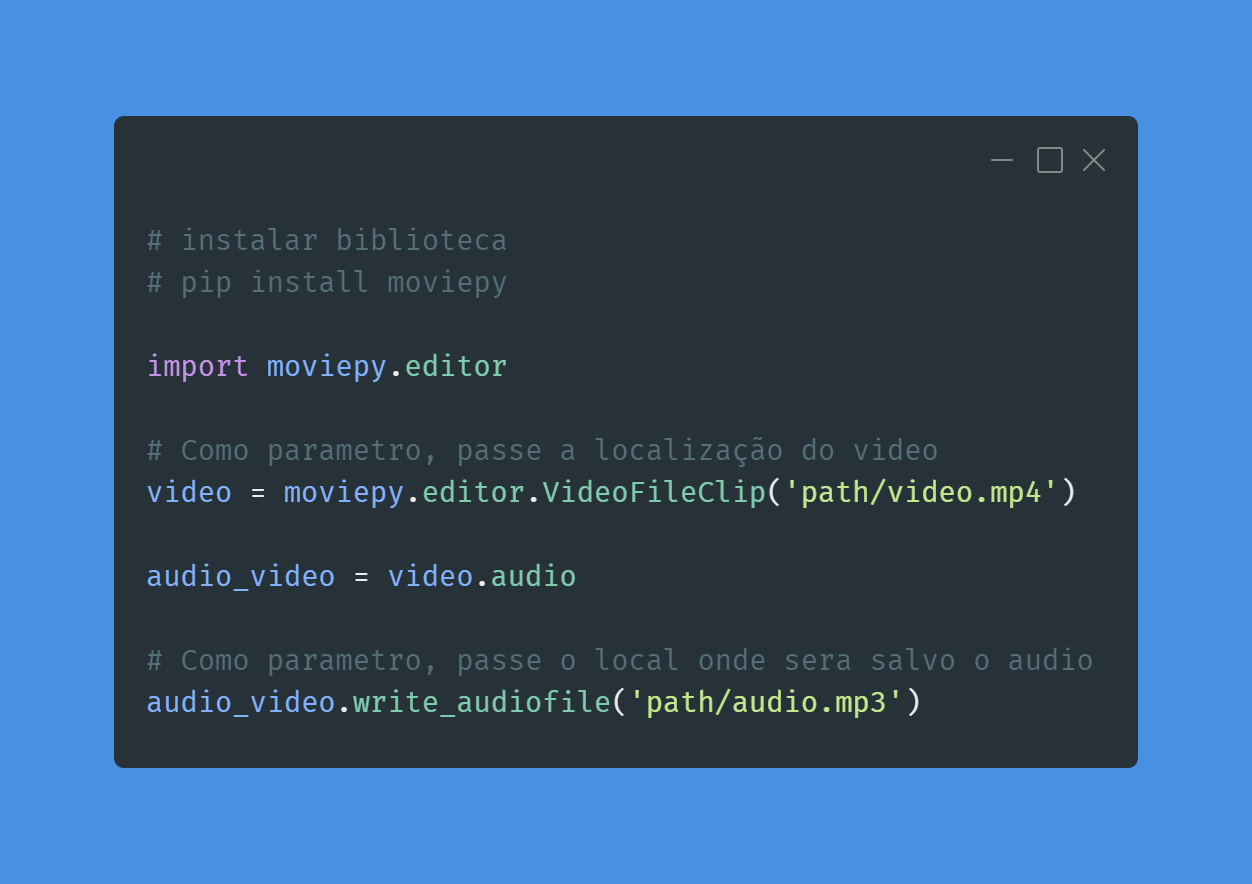 # instalar biblioteca
# pip install moviepy
import moviepy.editor
# Como parametro, passe a localização do video
video = moviepy.editor.VideoFileClip('path/video.mp4')
audio_video = video.audio
# Como parametro, passe o local onde sera salvo o audio
audio_video.write_audiofile('path/audio.mp3')